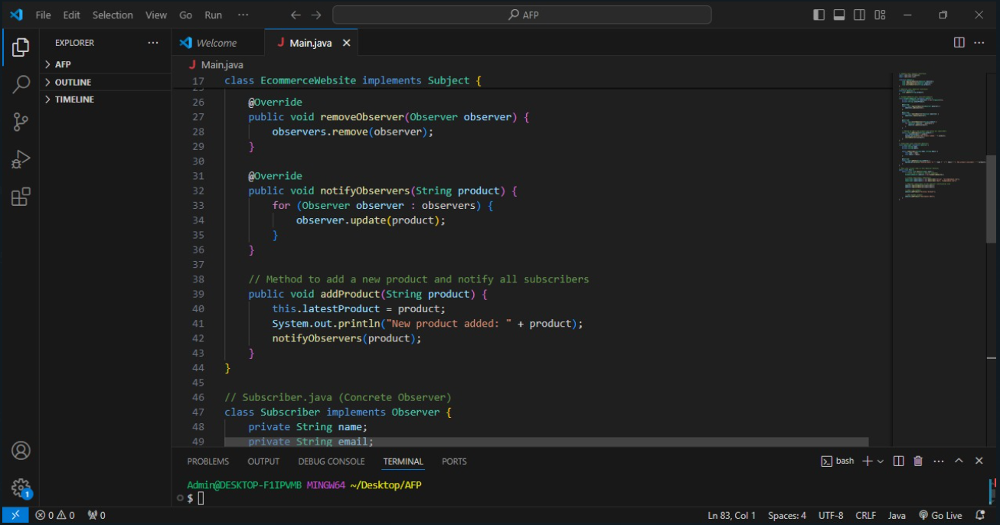 File Edit Selection View Go Run ··· AFP
EXPLORER ···
AFP
OUTLINE
TIMELINE
Welcome
J Main.java
J Main.java
17 class EcommerceWebsite implements Subject {
26 @Override
27 public void removeObserver(Observer observer) {
28 observers.remove(observer);
29 }
30
31 @Override
32 public void notifyObservers(String product) {
33 for (Observer observer : observers) {
34 observer.update(product);
35 }
36 }
37
38 // Method to add a new product and notify all subscribers
39 public void addProduct(String product) {
40 this.latestProduct = product;
41 System.out.println("New product added: " + product);
42 notifyObservers(product);
43 }
44 }
45
46 // Subscriber.java (Concrete Observer)
47 class Subscriber implements Observer {
48 private String name;
49 private String email;
PROBLEMS OUTPUT DEBUG CONSOLE TERMINAL PORTS bash
Admin@DESKTOP-F1IPVMB MINGW64 ~/Desktop/AFP
$
1
0 0 0 Ln 83, Col 1 Spaces: 4 UTF-8 CRLF Java Go Live